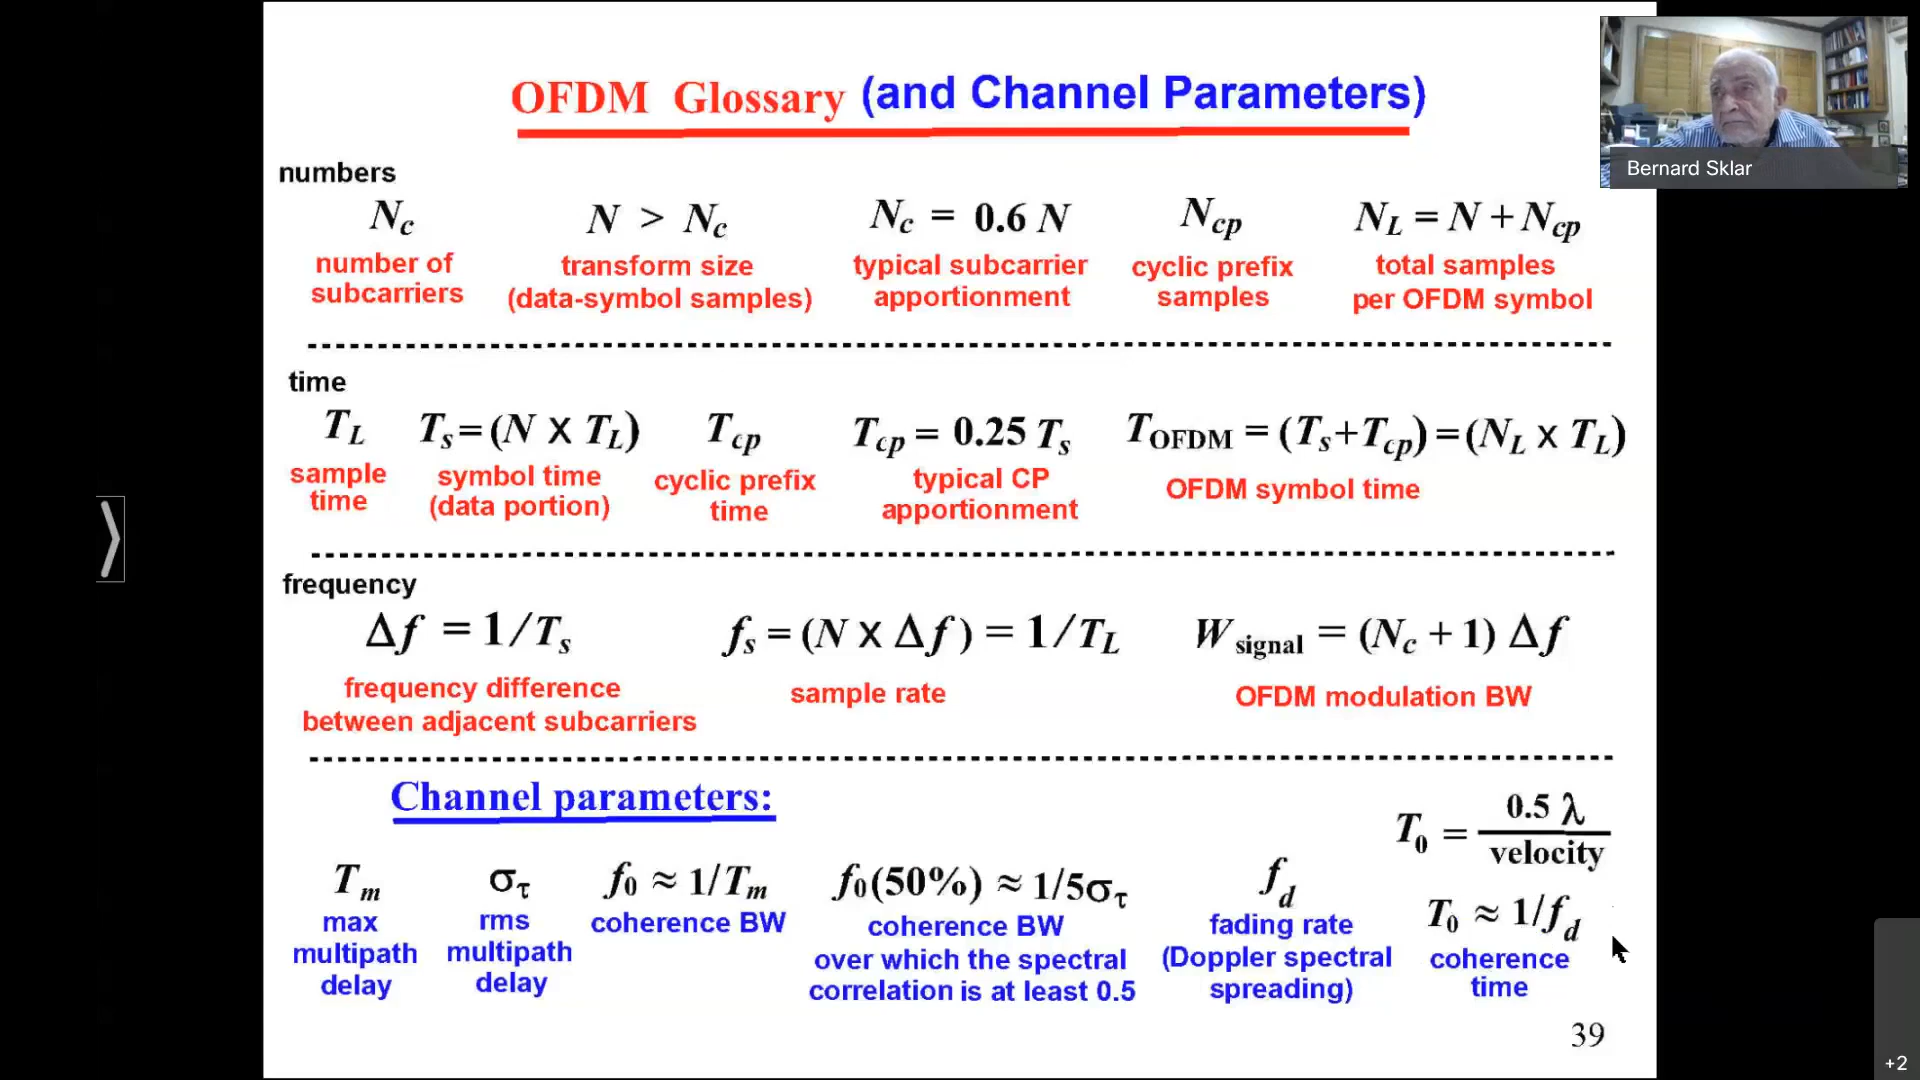 OFDM Glossary (and Channel Parameters)
Bernard Sklar
numbers
N_c
N > N_c
N_c = 0.6 N
N_cp
N_L = N + N_cp
number of
subcarriers
transform size
(data-symbol samples)
typical subcarrier
apportionment
cyclic prefix
samples
total samples
per OFDM symbol
time
T_L
T_s = (N X T_L)
T_cp
T_cp = 0.25 T_s
T_OFDM = (T_s + T_cp) = (N_L x T_L)
sample
time
symbol time
(data portion)
cyclic prefix
time
typical CP
apportionment
OFDM symbol time
frequency
Δf = 1/T_s
f_s = (N X Δf) = 1/T_L
W_signal = (N_c + 1) Δf
frequency difference
between adjacent subcarriers
sample rate
OFDM modulation BW
Channel parameters:
T_m
max
multipath
delay
σ_τ
rms
multipath
delay
f_0 ≈ 1/T_m
coherence BW
f_0(50%) ≈ 1/5σ_τ
coherence BW
over which the spectral
correlation is at least 0.5
f_d
fading rate
(Doppler spectral
spreading)
T_0 = 0.5 λ / velocity
T_0 ≈ 1/f_d
coherence
time
39
+2